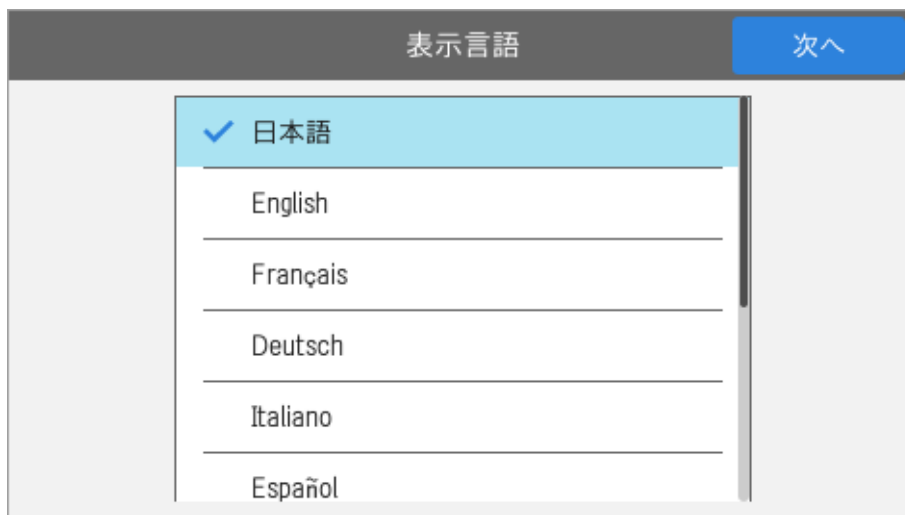 表示言語
次へ
日本語
English
Français
Deutsch
Italiano
Español